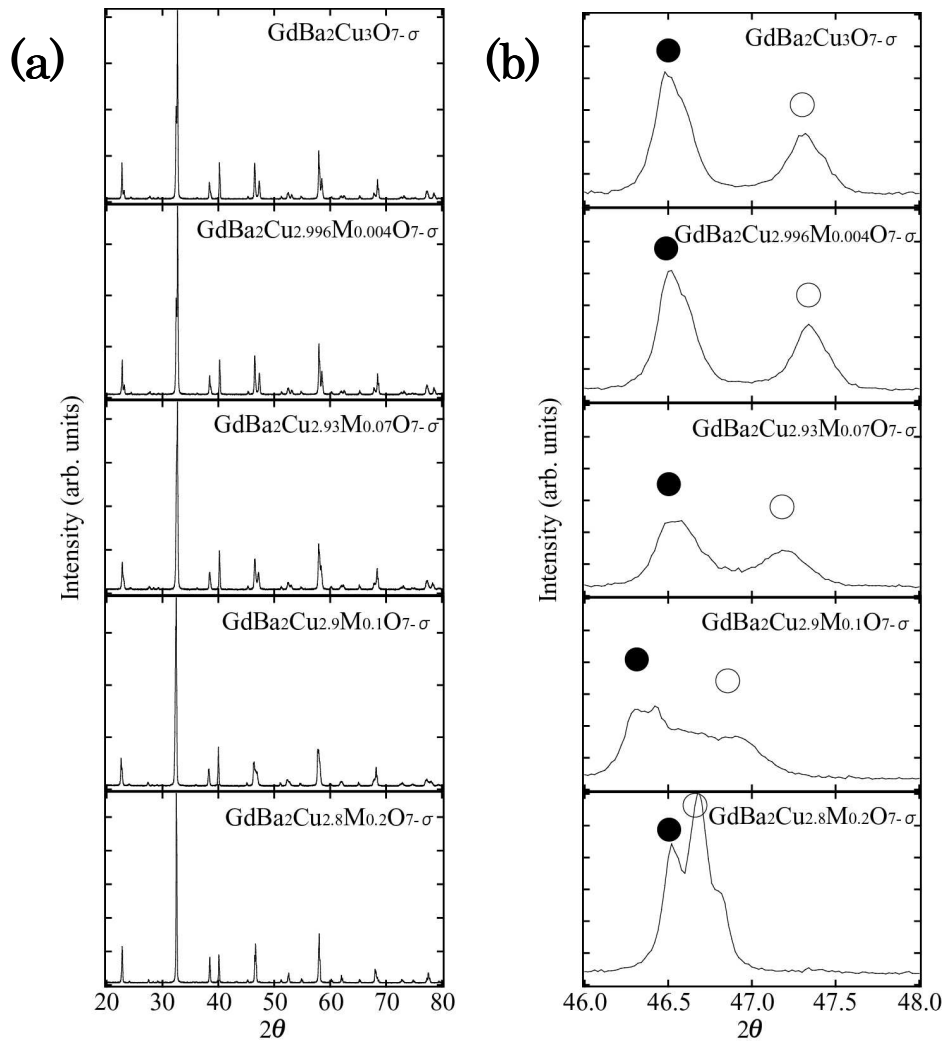 (a)
Intensity (arb. units)
GdBa2Cu3O7-σ
GdBa2Cu2.996M0.004O7-σ
GdBa2Cu2.93M0.07O7-σ
GdBa2Cu2.9M0.1O7-σ
GdBa2Cu2.8M0.2O7-σ
20 30 40 50 60 70 80
2θ
(b)
Intensity (arb. units)
GdBa2Cu3O7-σ
GdBa2Cu2.996M0.004O7-σ
GdBa2Cu2.93M0.07O7-σ
GdBa2Cu2.9M0.1O7-σ
GdBa2Cu2.8M0.2O7-σ
46.0 46.5 47.0 47.5 48.0
2θ